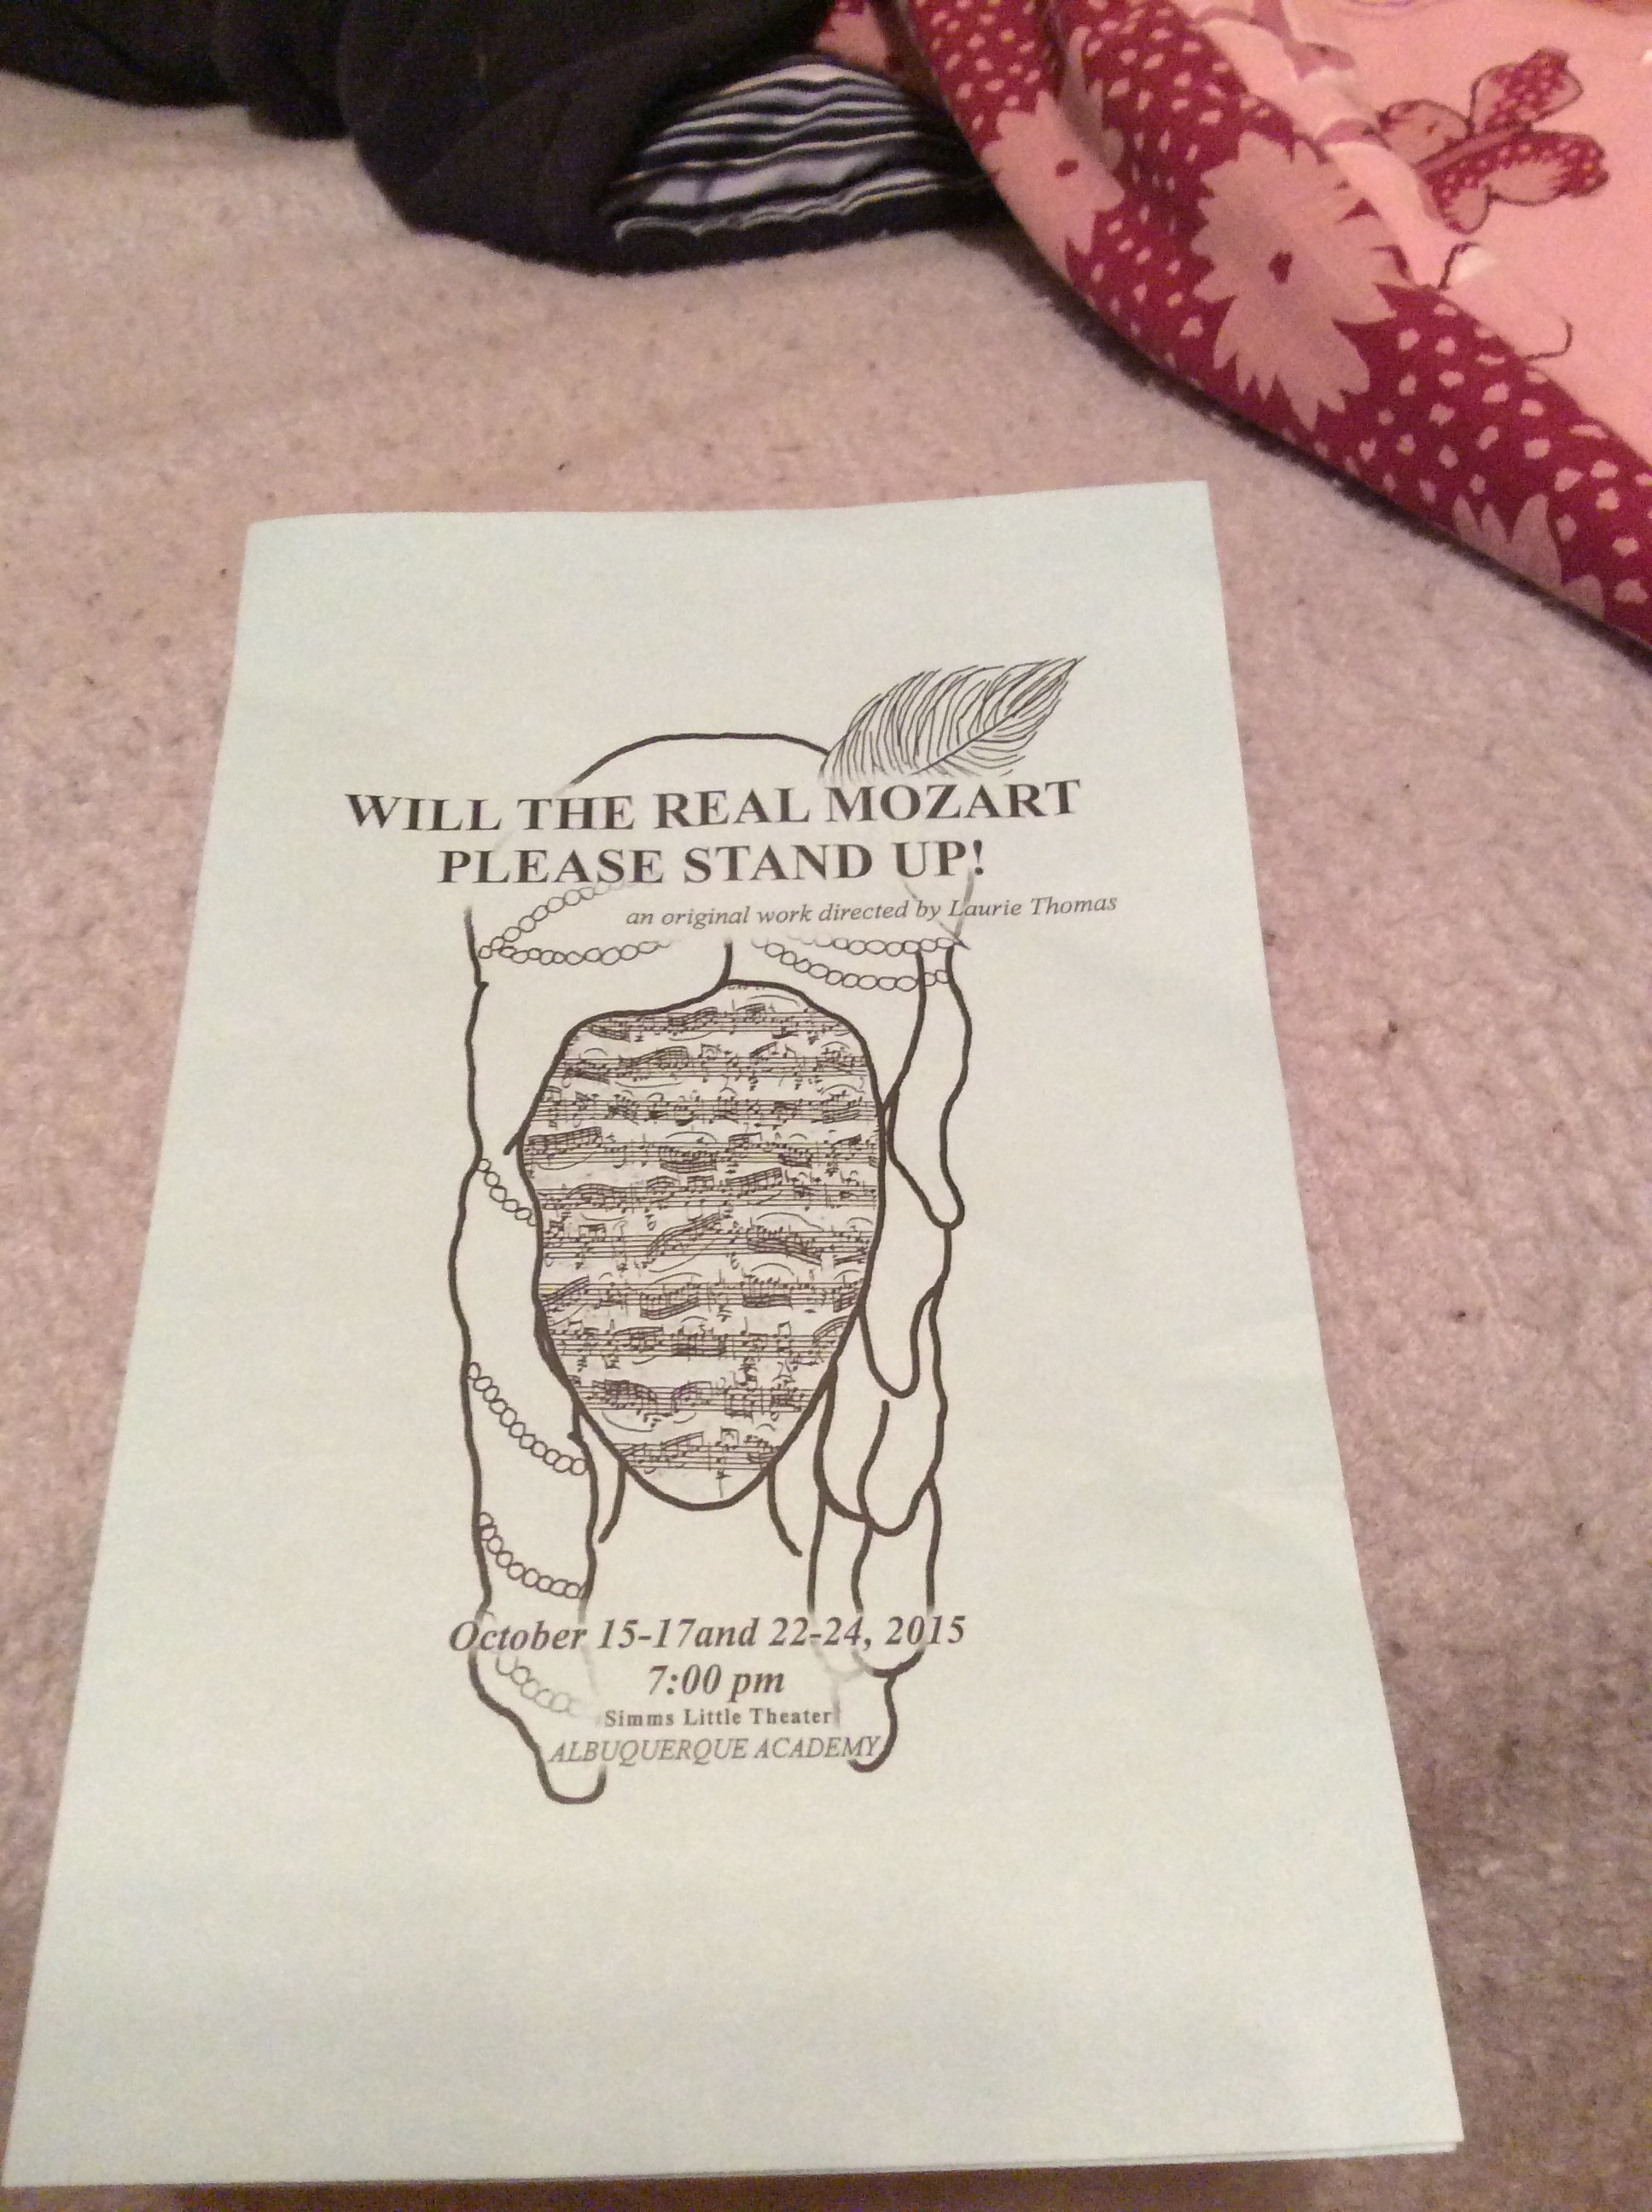 WILL THE REAL MOZART
PLEASE STAND UP!
an original work directed by Laurie Thomas
October 15-17and 22-24, 2015
7:00 pm
Simms Little Theater
ALBUQUERQUE ACADEMY